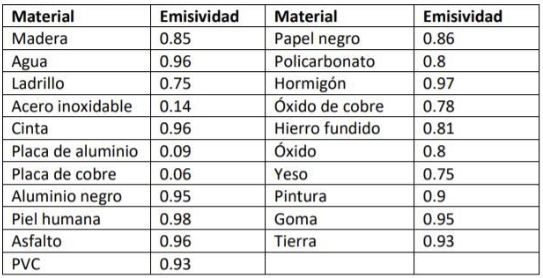 Material Emisividad Material Emisividad
Madera 0.85 Papel negro 0.86
Agua 0.96 Policarbonato 0.8
Ladrillo 0.75 Hormigón 0.97
Acero inoxidable 0.14 Óxido de cobre 0.78
Cinta 0.96 Hierro fundido 0.81
Placa de aluminio 0.09 Óxido 0.8
Placa de cobre 0.06 Yeso 0.75
Aluminio negro 0.95 Pintura 0.9
Piel humana 0.98 Goma 0.95
Asfalto 0.96 Tierra 0.93
PVC 0.93